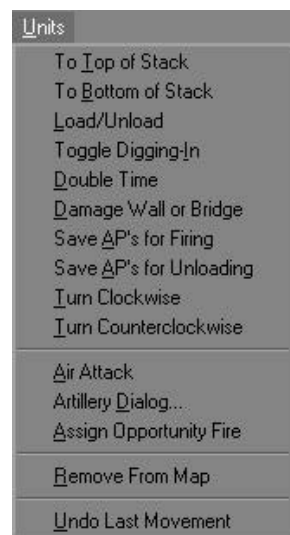 Units
To Top of Stack
To Bottom of Stack
Load/Unload
Toggle Digging-In
Double Time
Damage Wall or Bridge
Save AP's for Firing
Save AP's for Unloading
Turn Clockwise
Turn Counterclockwise
Air Attack
Artillery Dialog...
Assign Opportunity Fire
Remove From Map
Undo Last Movement